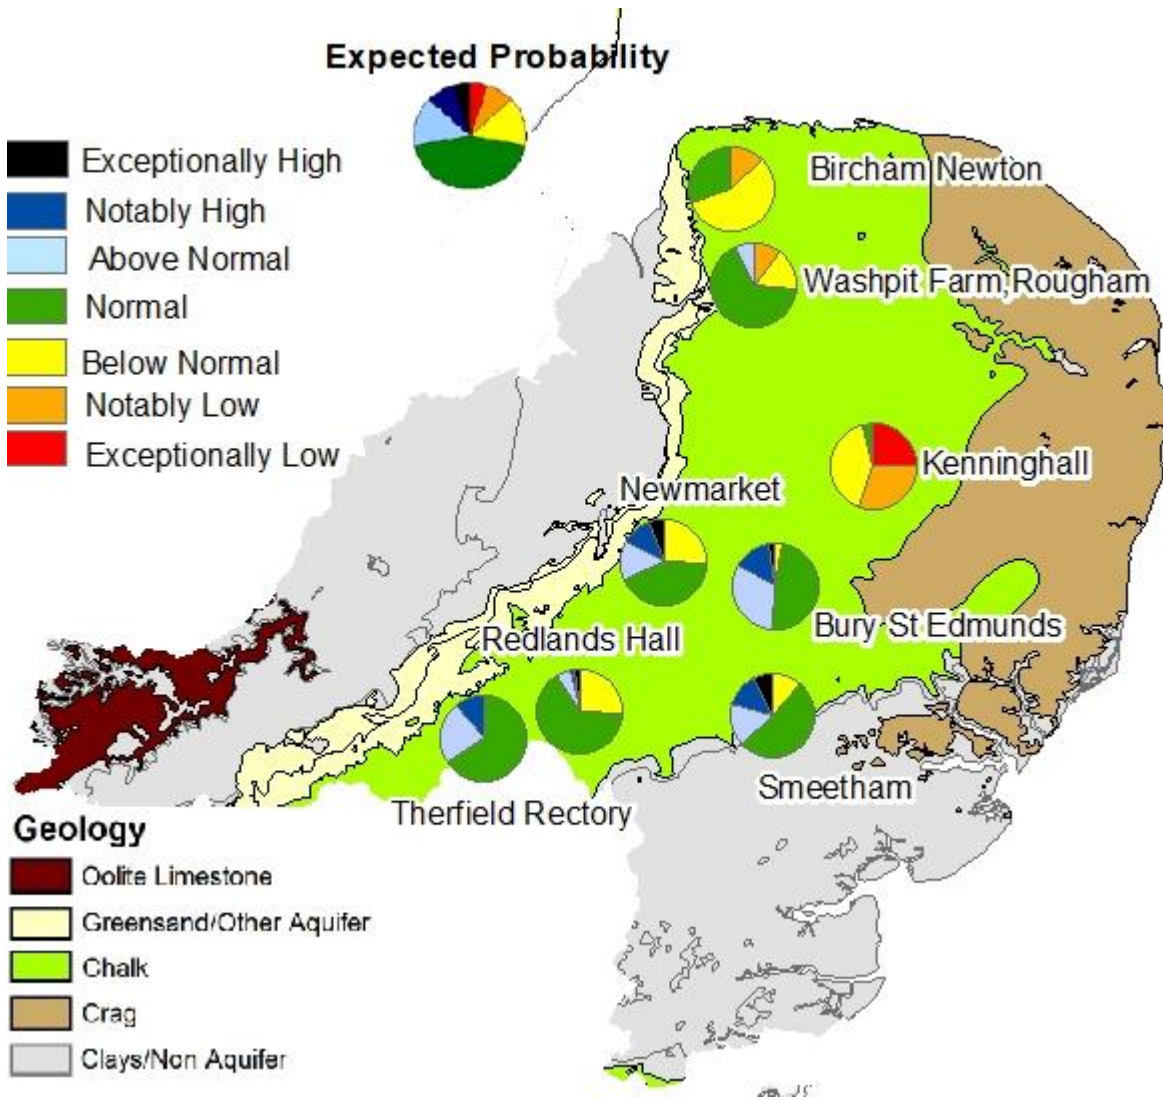 Expected Probability
Exceptionally High
Notably High
Above Normal
Normal
Below Normal
Notably Low
Exceptionally Low
Bircham Newton
Washpit Farm,Rougham
Kenninghall
Newmarket
Bury St Edmunds
Redlands Hall
Smeetham
Therfield Rectory
Geology
Oolite Limestone
Greensand/Other Aquifer
Chalk
Crag
Clays/Non Aquifer